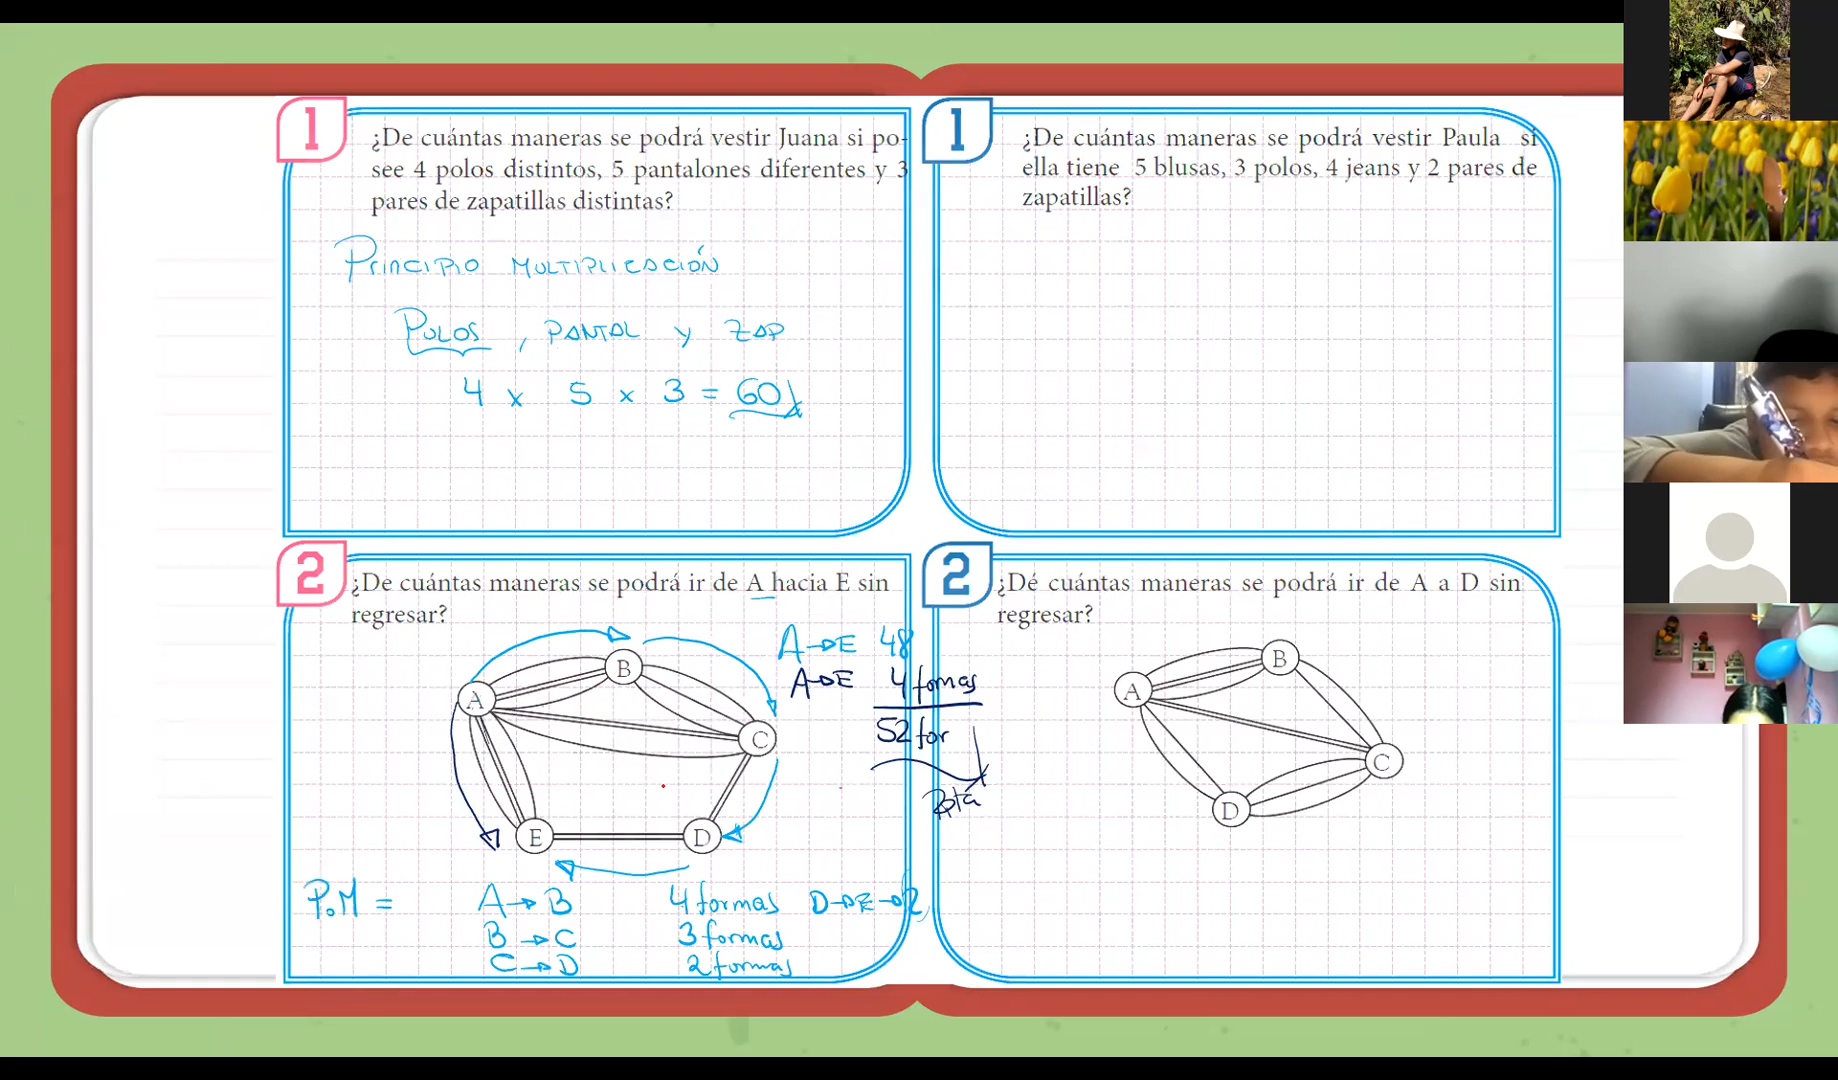 1
¿De cuántas maneras se podrá vestir Juana si po-
see 4 polos distintos, 5 pantalones diferentes y 3
pares de zapatillas distintas?
Principio MULTIPLICACIÓN
POLOS , PANTAL y ZAP
4 x 5 x 3 = 60
1
¿De cuántas maneras se podrá vestir Paula si
ella tiene 5 blusas, 3 polos, 4 jeans y 2 pares de
zapatillas?
2
¿De cuántas maneras se podrá ir de A hacia E sin
regresar?
A→E 48
A→E 4 formas
52 for
Rpta
B
A
C
E
D
P.M = A→B 4 formas D→E→2
B→C 3 formas
C→D 2 formas
2
¿Dé cuántas maneras se podrá ir de A a D sin
regresar?
B
A
C
D